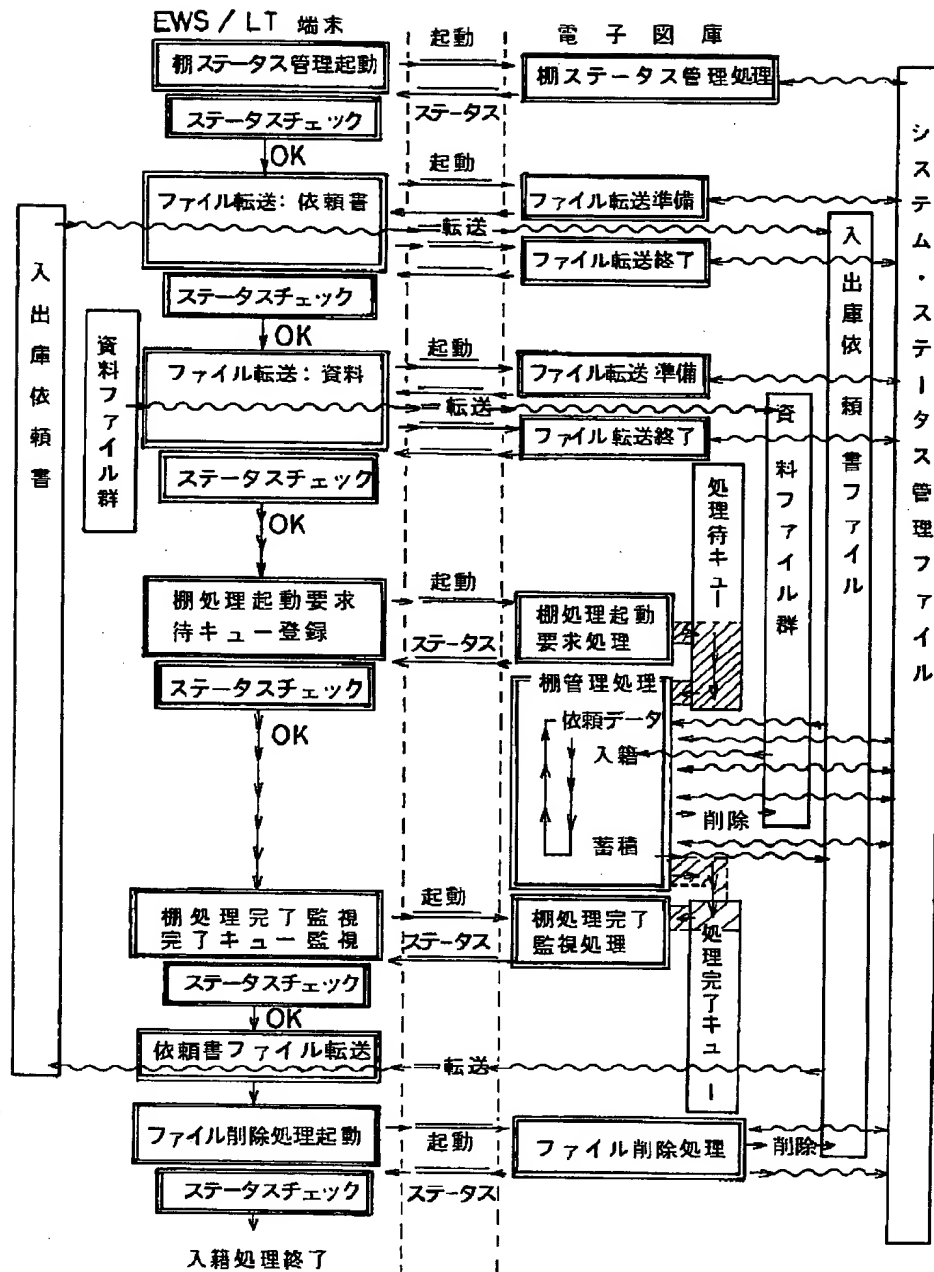 EWS/LT 端末
起動
電子図庫
棚ステータス管理起動
棚ステータス管理処理
ステータスチェック
ステータス
OK
起動
ファイル転送：依頼書
ファイル転送準備
転送
ファイル転送終了
ステータスチェック
OK
起動
ファイル転送：資料
ファイル転送準備
転送
ファイル転送終了
ステータスチェック
OK
起動
棚処理起動要求
待キュー登録
棚処理起動
要求処理
ステータス
ステータスチェック
棚管理処理
OK
依頼データ
入籍
削除
蓄積
起動
棚処理完了監視
完了キュー監視
棚処理完了
監視処理
ステータス
ステータスチェック
OK
依頼書ファイル転送
転送
ファイル削除処理起動
起動
ファイル削除処理
削除
ステータスチェック
ステータス
入籍処理終了
入出庫依頼書
資料ファイル群
処理待キュー
処理完了キュー
資料ファイル群
入出庫依頼書ファイル
システム・ステータス管理ファイル